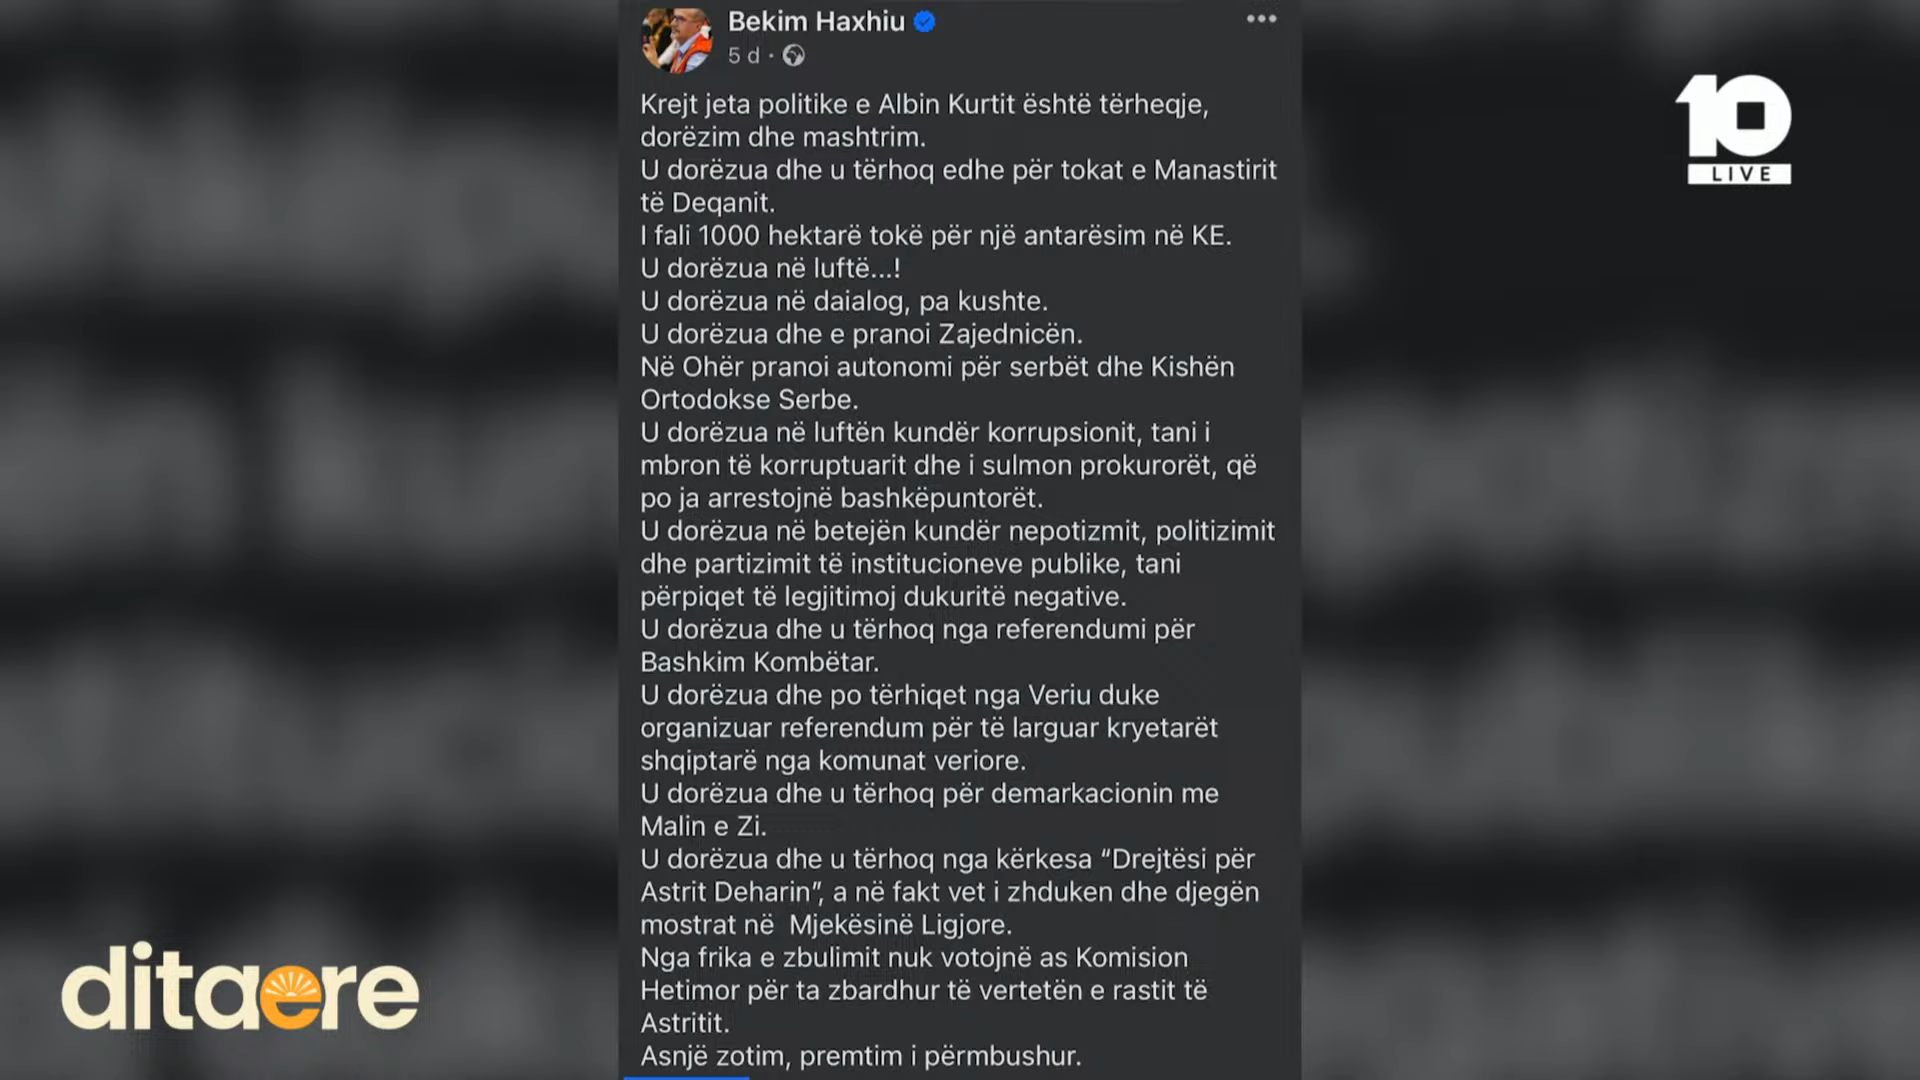 Bekim Haxhiu
5 d ·
Krejt jeta politike e Albin Kurtit është tërheqje,
dorëzim dhe mashtrim.
U dorëzua dhe u tërhoq edhe për tokat e Manastirit
të Deqanit.
I fali 1000 hektarë tokë për një antarësim në KE.
U dorëzua në luftë...!
U dorëzua në daialog, pa kushte.
U dorëzua dhe e pranoi Zajednicën.
Në Ohër pranoi autonomi për serbët dhe Kishën
Ortodokse Serbe.
U dorëzua në luftën kundër korrupsionit, tani i
mbron të korruptuarit dhe i sulmon prokurorët, që
po ja arrestojnë bashkëpuntorët.
U dorëzua në betejën kundër nepotizmit, politizimit
dhe partizimit të institucioneve publike, tani
përpiqet të legjitimoj dukuritë negative.
U dorëzua dhe u tërhoq nga referendumi për
Bashkim Kombëtar.
U dorëzua dhe po tërhiqet nga Veriu duke
organizuar referendum për të larguar kryetarët
shqiptarë nga komunat veriore.
U dorëzua dhe u tërhoq për demarkacionin me
Malin e Zi.
U dorëzua dhe u tërhoq nga kërkesa “Drejtësi për
Astrit Deharin”, a në fakt vet i zhduken dhe djegën
mostrat në  Mjekësinë Ligjore.
Nga frika e zbulimit nuk votojnë as Komision
Hetimor për ta zbardhur të vertetën e rastit të
Astritit.
Asnjë zotim, premtim i përmbushur.
10
LIVE
ditaere